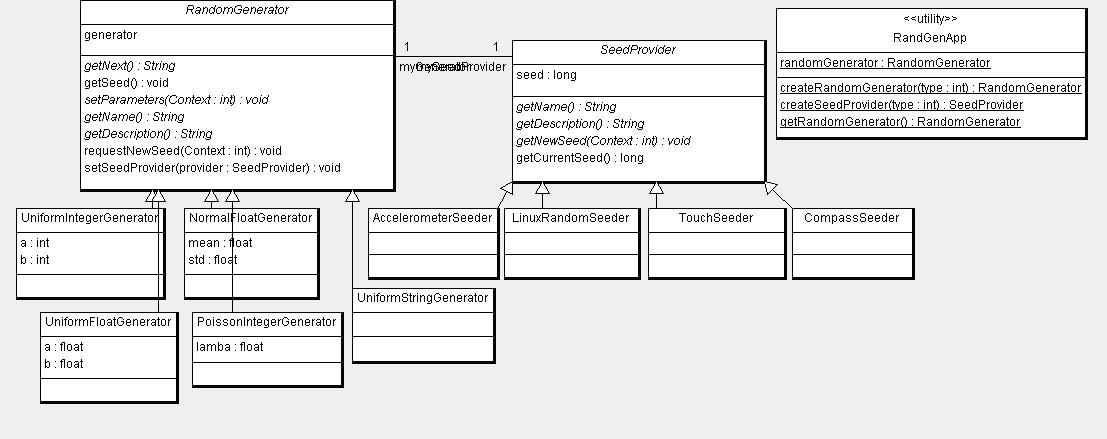 RandomGenerator
generator
getNext() : String
getSeed() : void
setParameters(Context : int) : void
getName() : String
getDescription() : String
requestNewSeed(Context : int) : void
setSeedProvider(provider : SeedProvider) : void
1
1
SeedProvider
seed : long
getName() : String
getDescription() : String
getNewSeed(Context : int) : void
getCurrentSeed() : long
<<utility>>
RandGenApp
randomGenerator : RandomGenerator
createRandomGenerator(type : int) : RandomGenerator
createSeedProvider(type : int) : SeedProvider
getRandomGenerator() : RandomGenerator
UniformIntegerGenerator
a : int
b : int
NormalFloatGenerator
mean : float
std : float
AccelerometerSeeder
LinuxRandomSeeder
TouchSeeder
CompassSeeder
UniformStringGenerator
UniformFloatGenerator
a : float
b : float
PoissonIntegerGenerator
lamba : float